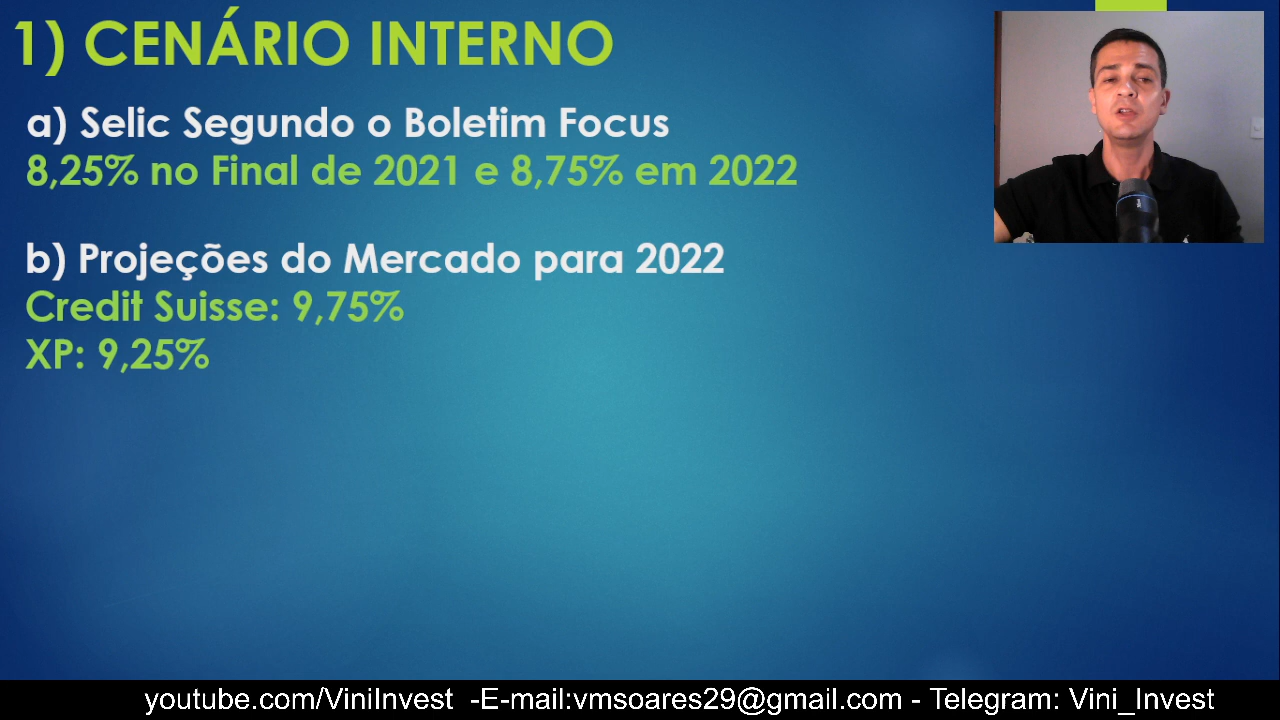 1) CENÁRIO INTERNO
a) Selic Segundo o Boletim Focus
8,25% no Final de 2021 e 8,75% em 2022
b) Projeções do Mercado para 2022
Credit Suisse: 9,75%
XP: 9,25%
youtube.com/ViniInvest -E-mail:vmsoares29@gmail.com - Telegram: Vini_Invest